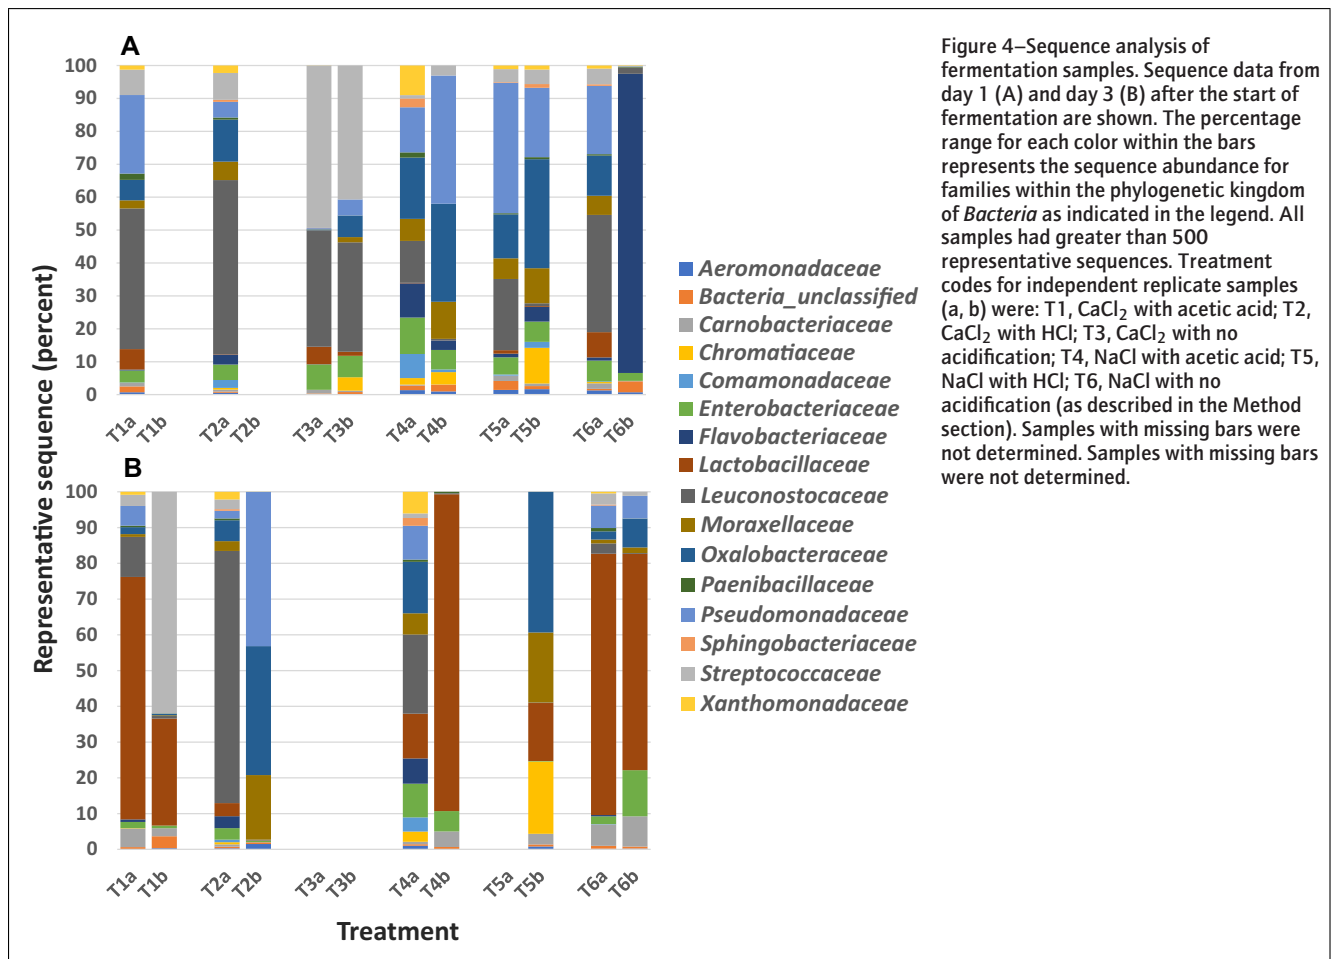 A
100
90
80
70
60
50
40
30
20
10
0
T1a T1b T2a T2b T3a T3b T4a T4b T5a T5b T6a T6b
B
100
90
80
70
60
50
40
30
20
10
0
T1a T1b T2a T2b T3a T3b T4a T4b T5a T5b T6a T6b
Representative sequence (percent)
Treatment
Aeromonadaceae
Bacteria_unclassified
Carnobacteriaceae
Chromatiaceae
Comamonadaceae
Enterobacteriaceae
Flavobacteriaceae
Lactobacillaceae
Leuconostocaceae
Moraxellaceae
Oxalobacteraceae
Paenibacillaceae
Pseudomonadaceae
Sphingobacteriaceae
Streptococcaceae
Xanthomonadaceae
Figure 4–Sequence analysis of
fermentation samples. Sequence data from
day 1 (A) and day 3 (B) after the start of
fermentation are shown. The percentage
range for each color within the bars
represents the sequence abundance for
families within the phylogenetic kingdom
of Bacteria as indicated in the legend. All
samples had greater than 500
representative sequences. Treatment
codes for independent replicate samples
(a, b) were: T1, CaCl₂ with acetic acid; T2,
CaCl₂ with HCl; T3, CaCl₂ with no
acidification; T4, NaCl with acetic acid; T5,
NaCl with HCl; T6, NaCl with no
acidification (as described in the Method
section). Samples with missing bars were
not determined. Samples with missing bars
were not determined.